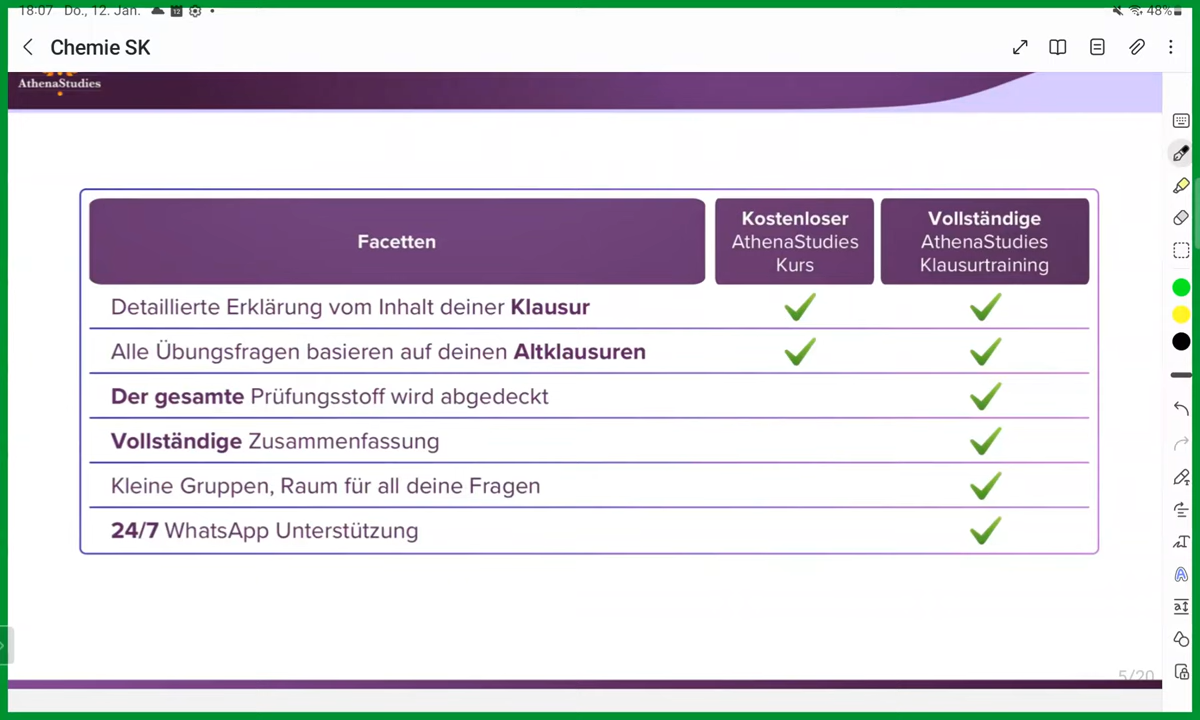 18:07 Do., 12. Jan.
48%
Chemie SK
AthenaStudies
Facetten
Kostenloser
AthenaStudies
Kurs
Vollständige
AthenaStudies
Klausurtraining
Detaillierte Erklärung vom Inhalt deiner Klausur
Alle Übungsfragen basieren auf deinen Altklausuren
Der gesamte Prüfungsstoff wird abgedeckt
Vollständige Zusammenfassung
Kleine Gruppen, Raum für all deine Fragen
24/7 WhatsApp Unterstützung
5/20